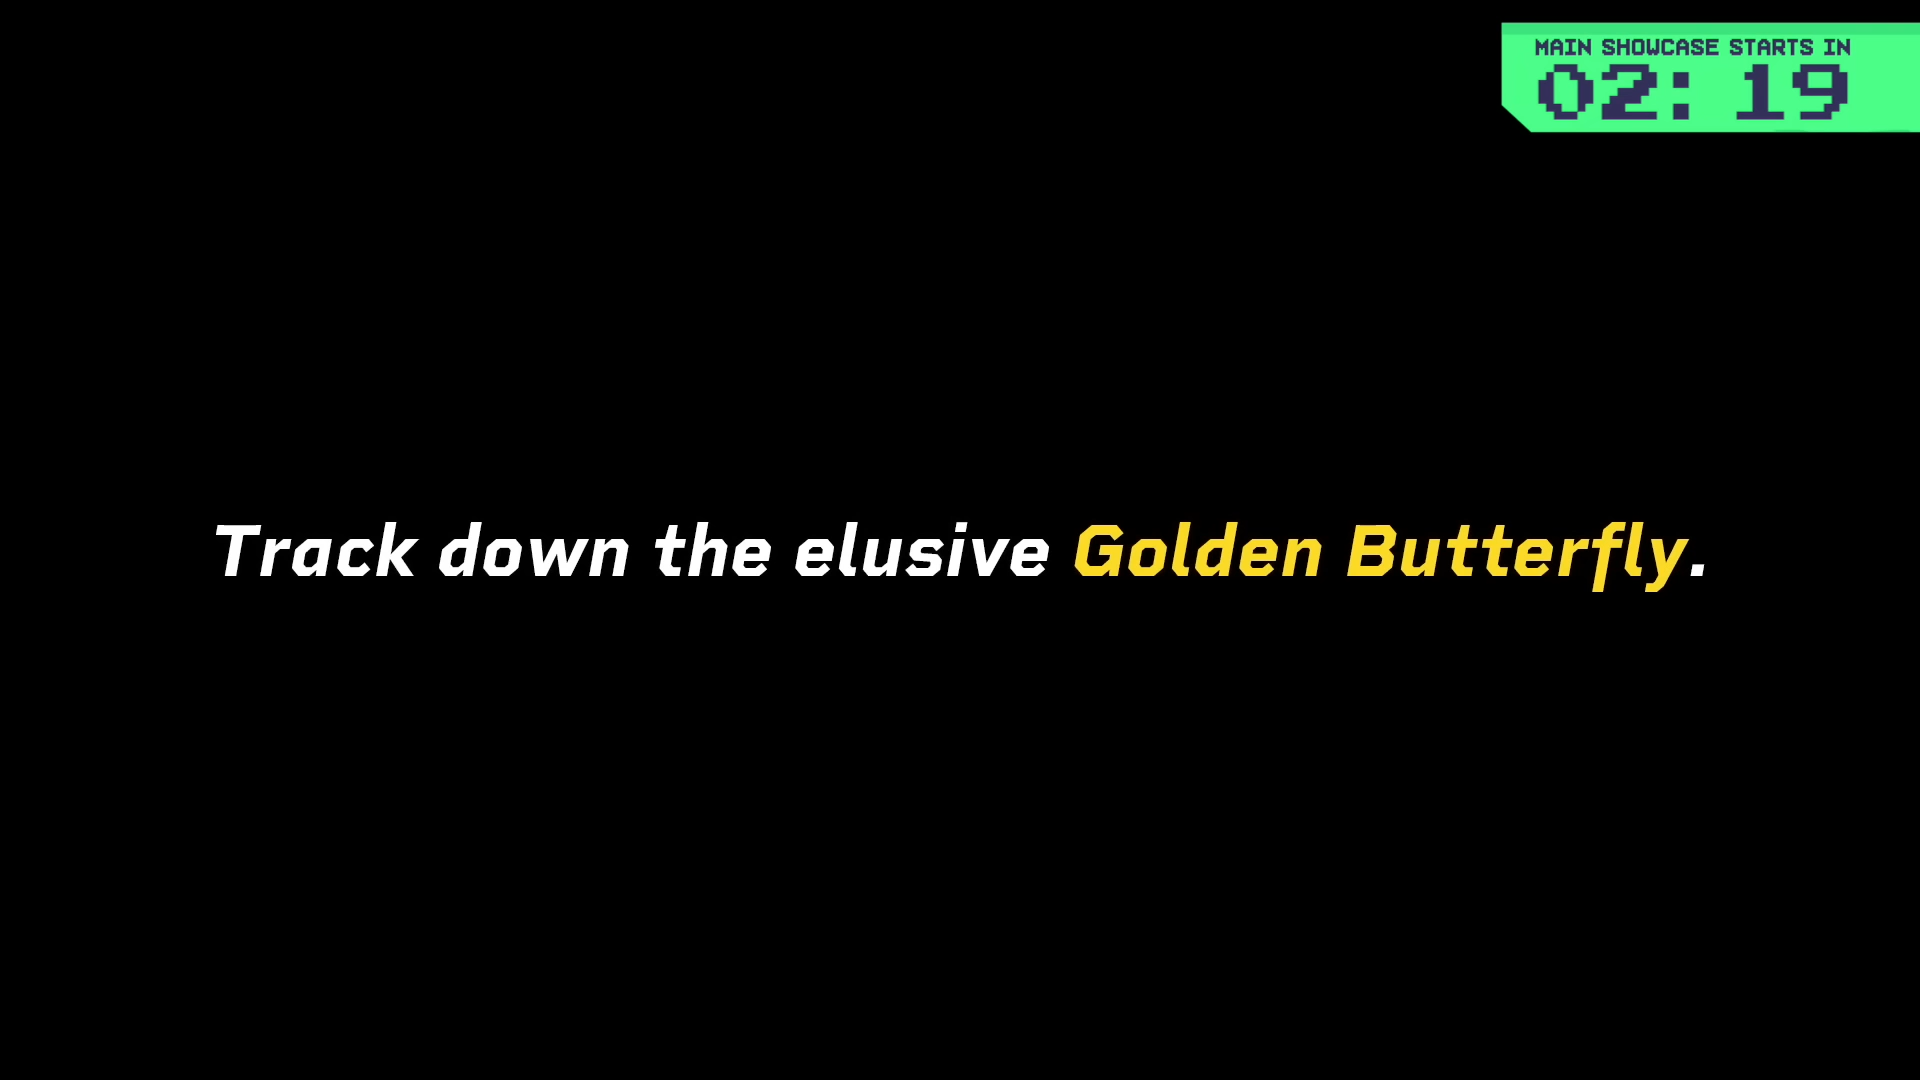 MAIN SHOWCASE STARTS IN
02: 19
Track down the elusive Golden Butterfly.